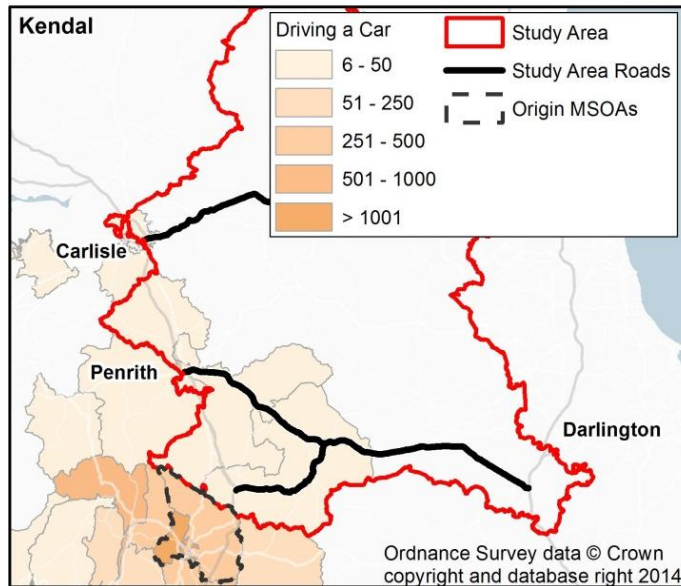 Kendal
Driving a Car
6 - 50
51 - 250
251 - 500
501 - 1000
> 1001
Study Area
Study Area Roads
Origin MSOAs
Carlisle
Penrith
Darlington
Ordnance Survey data © Crown
copyright and database right 2014